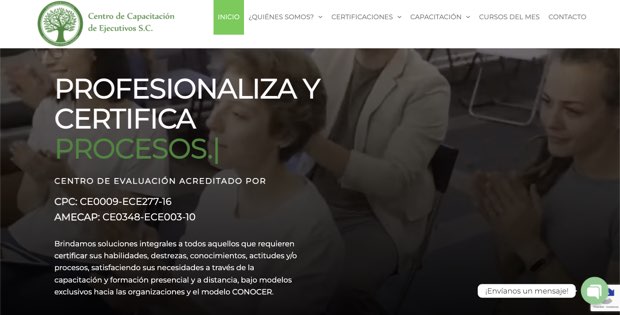 Centro de Capacitación
de Ejecutivos S.C.
INICIO ¿QUIÉNES SOMOS? CERTIFICACIONES CAPACITACIÓN CURSOS DEL MES CONTACTO
PROFESIONALIZA Y
CERTIFICA
PROCESOS.|
CENTRO DE EVALUACIÓN ACREDITADO POR
CPC: CE0009-ECE277-16
AMECAP: CE0348-ECE003-10
Brindamos soluciones integrales a todos aquellos que requieren
certificar sus habilidades, destrezas, conocimientos, actitudes y/o
procesos, satisfaciendo sus necesidades a través de la
capacitación y formación presencial y a distancia, bajo modelos
exclusivos hacia las organizaciones y el modelo CONOCER.
¡Envíanos un mensaje!